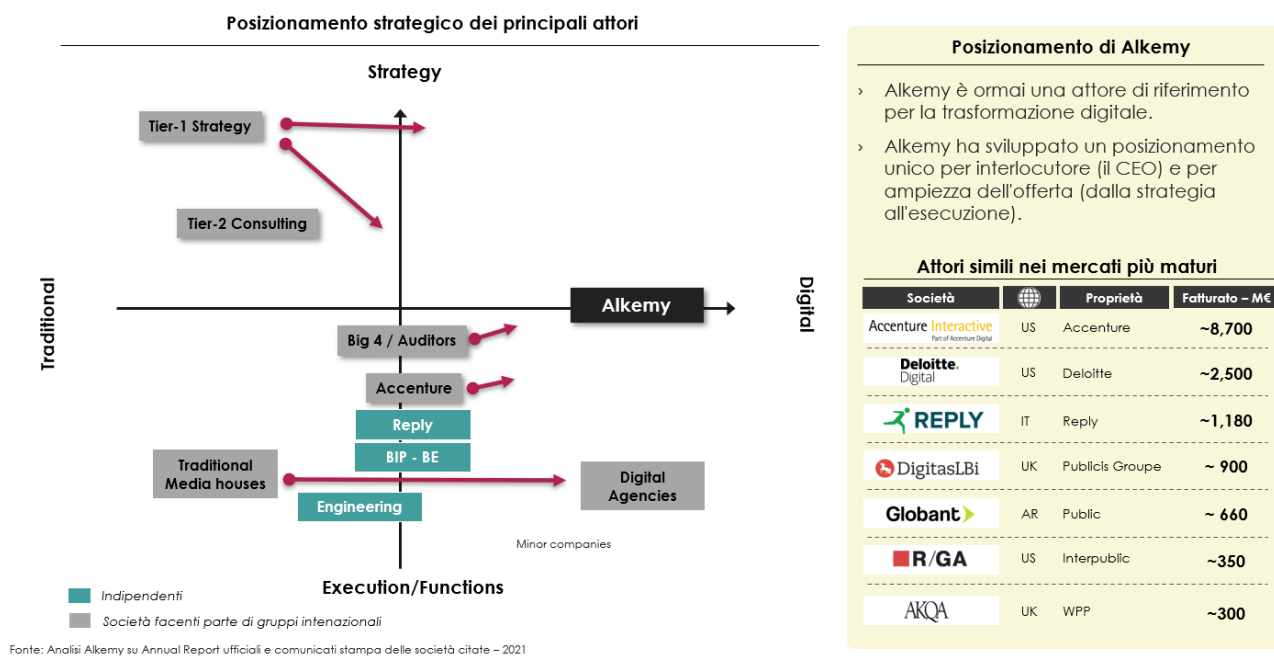 Posizionamento strategico dei principali attori
Strategy
Tier-1 Strategy
Tier-2 Consulting
Traditional
Digital
Alkemy
Big 4 / Auditors
Accenture
Reply
BIP - BE
Traditional
Media houses
Digital
Agencies
Engineering
Minor companies
Execution/Functions
Indipendenti
Società facenti parte di gruppi intenazionali
Fonte: Analisi Alkemy su Annual Report ufficiali e comunicati stampa delle società citate – 2021
Posizionamento di Alkemy
› Alkemy è ormai una attore di riferimento
per la trasformazione digitale.
› Alkemy ha sviluppato un posizionamento
unico per interlocutore (il CEO) e per
ampiezza dell'offerta (dalla strategia
all'esecuzione).
Attori simili nei mercati più maturi
Società Proprietà Fatturato – M€
Accenture Interactive
Part of Accenture Digital
US Accenture ~8,700
Deloitte.
Digital
US Deloitte ~2,500
REPLY IT Reply ~1,180
DigitasLBi UK Publicis Groupe ~ 900
Globant AR Public ~ 660
R/GA US Interpublic ~350
AKQA UK WPP ~300